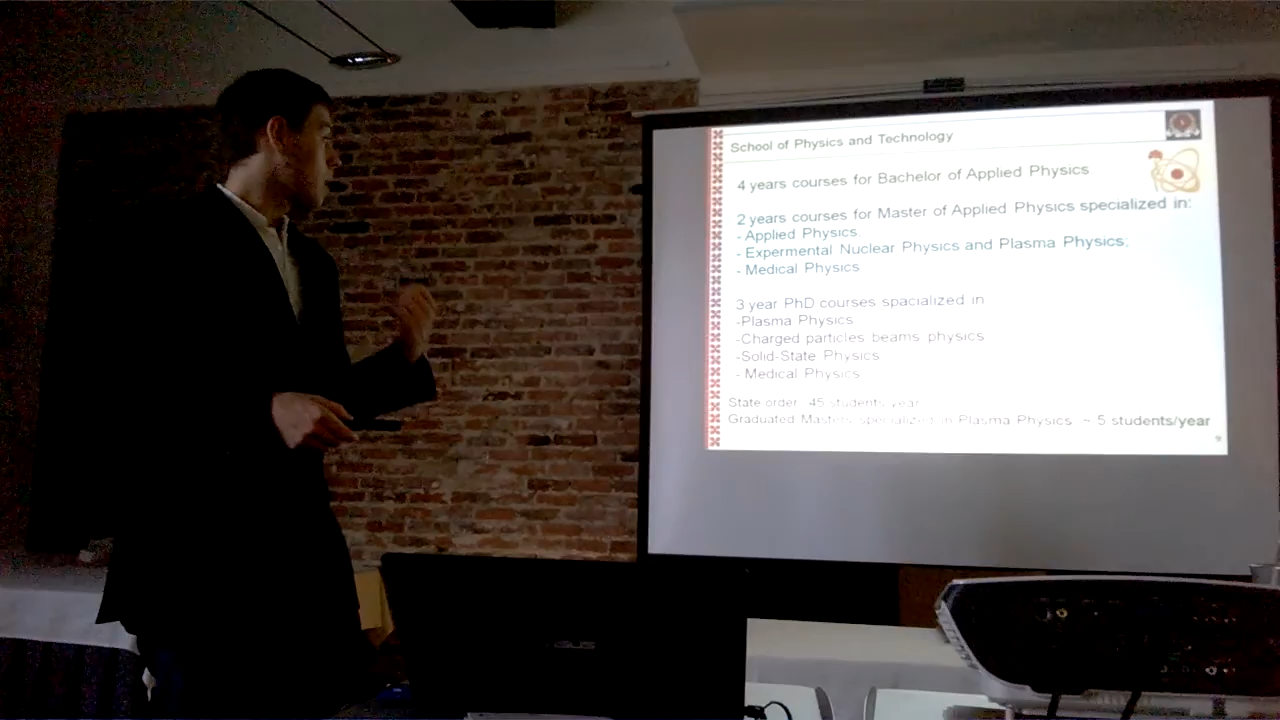 School of Physics and Technology
4 years courses for Bachelor of Applied Physics
2 years courses for Master of Applied Physics specialized in:
- Applied Physics;
- Expermental Nuclear Physics and Plasma Physics;
- Medical Physics
3 year PhD courses spacialized in
-Plasma Physics
-Charged particles beams physics
-Solid-State Physics
- Medical Physics
State order 45 students year
Graduated Masters specialized in Plasma Physics ~ 5 students/year
9
ASUS